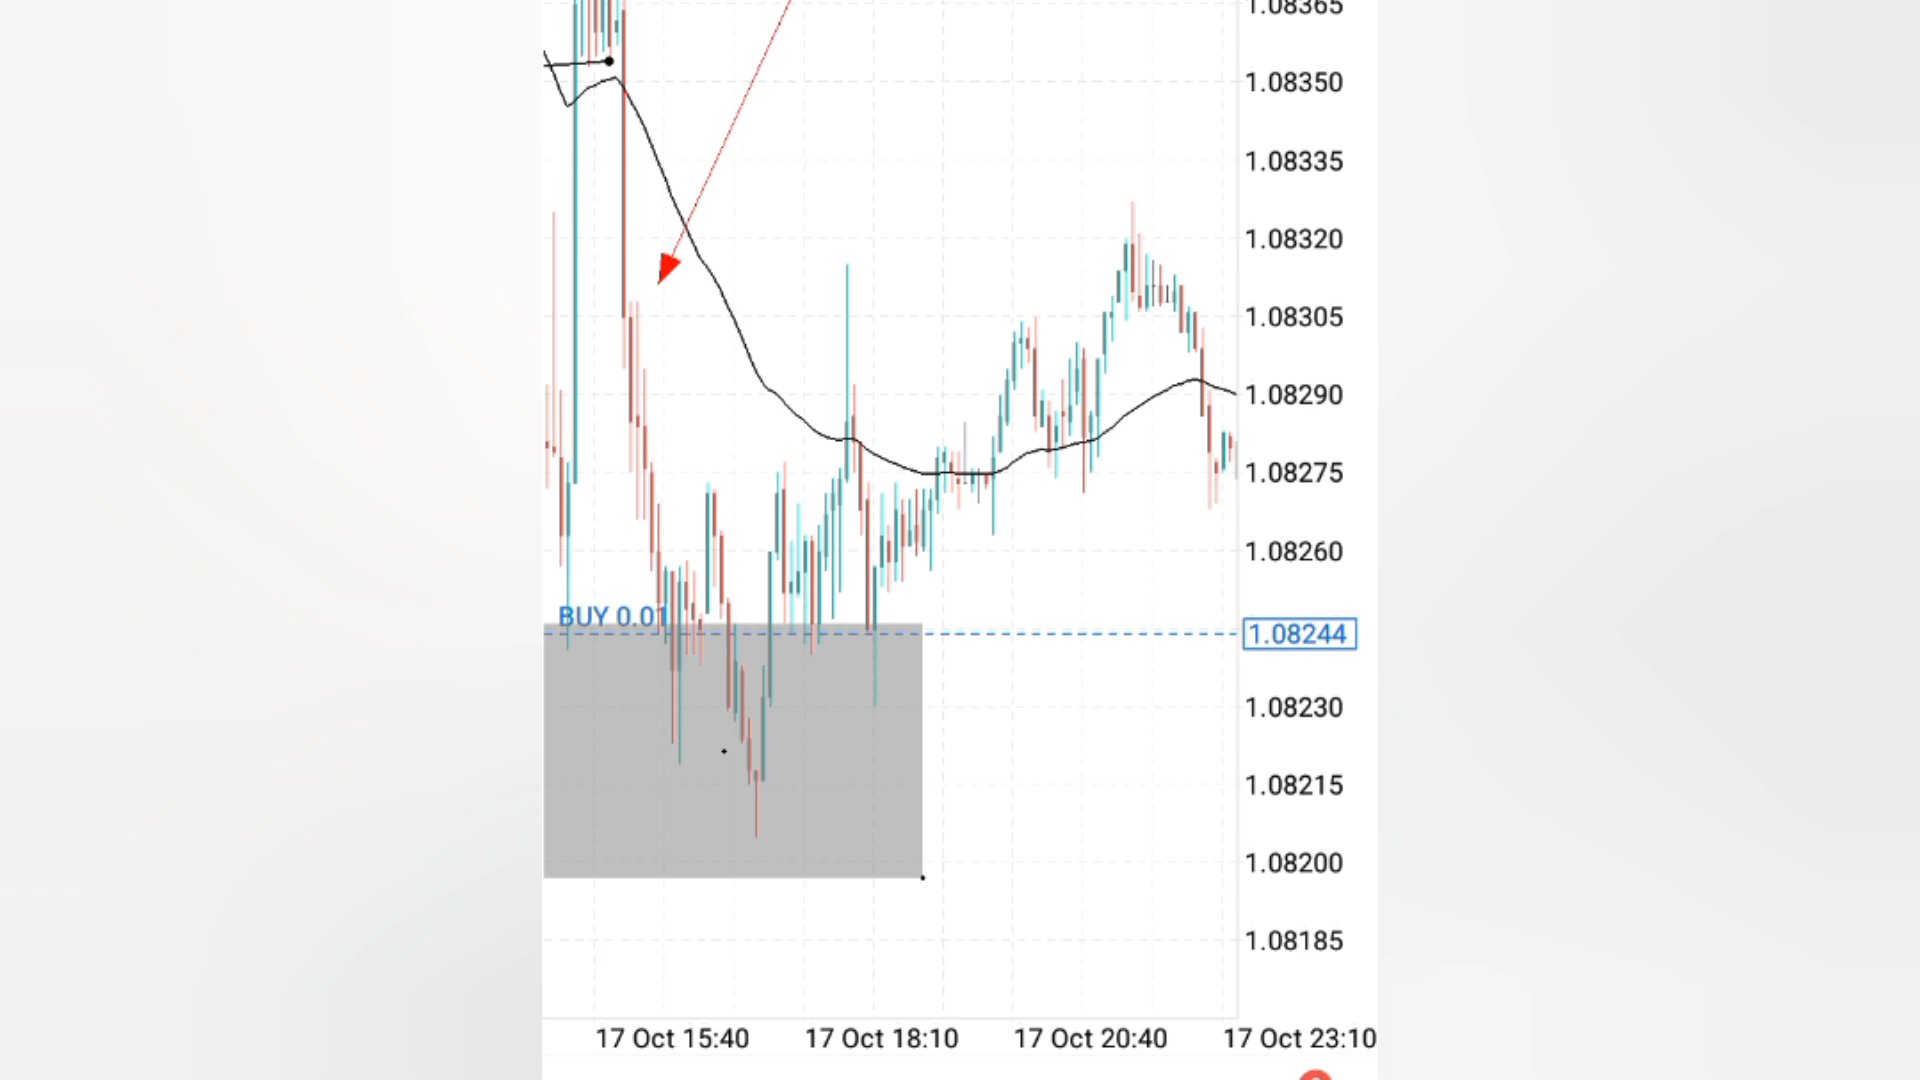 1.08365
1.08350
1.08335
1.08320
1.08305
1.08290
1.08275
1.08260
BUY 0.01
1.08244
1.08230
1.08215
1.08200
1.08185
17 Oct 15:40
17 Oct 18:10
17 Oct 20:40
17 Oct 23:10